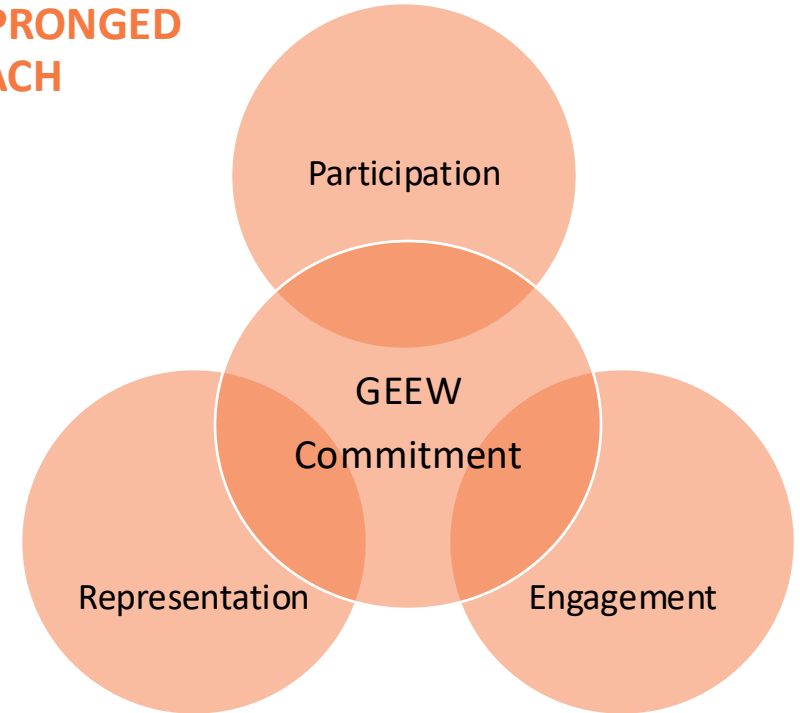 PRONGED
ACH
Participation
GEEW
Commitment
Representation
Engagement